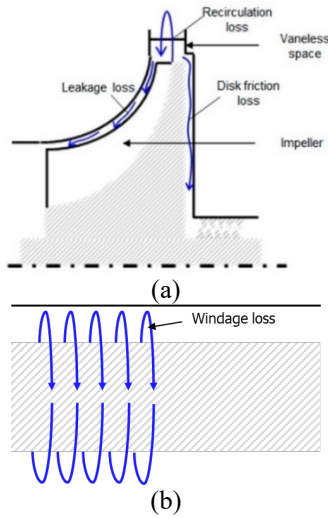 Recirculation
loss
Vaneless
space
Leakage loss
Disk friction
loss
Impeller
(a)
Windage loss
(b)